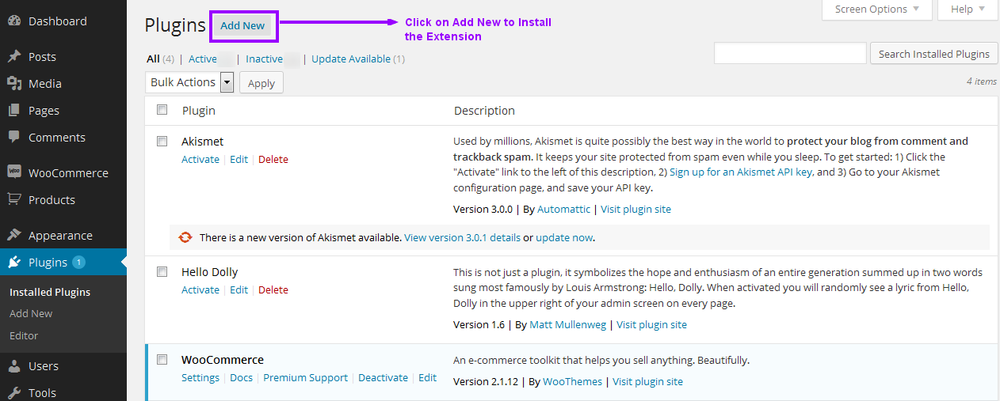 Dashboard
Posts
Media
Pages
Comments
WOO WooCommerce
Products
Appearance
Plugins 1
Installed Plugins
Add New
Editor
Users
Tools
Screen Options Help
Plugins Add New
Click on Add New to Install
the Extension
All (4) | Active | Inactive | Update Available (1)
Search Installed Plugins
Bulk Actions Apply
4 items
Plugin Description
Akismet
Activate | Edit | Delete
Used by millions, Akismet is quite possibly the best way in the world to protect your blog from comment and
trackback spam. It keeps your site protected from spam even while you sleep. To get started: 1) Click the
"Activate" link to the left of this description, 2) Sign up for an Akismet API key, and 3) Go to your Akismet
configuration page, and save your API key.
Version 3.0.0 | By Automattic | Visit plugin site
There is a new version of Akismet available. View version 3.0.1 details or update now.
Hello Dolly
Activate | Edit | Delete
This is not just a plugin, it symbolizes the hope and enthusiasm of an entire generation summed up in two words
sung most famously by Louis Armstrong: Hello, Dolly. When activated you will randomly see a lyric from Hello,
Dolly in the upper right of your admin screen on every page.
Version 1.6 | By Matt Mullenweg | Visit plugin site
WooCommerce
Settings | Docs | Premium Support | Deactivate | Edit
An e-commerce toolkit that helps you sell anything. Beautifully.
Version 2.1.12 | By WooThemes | Visit plugin site